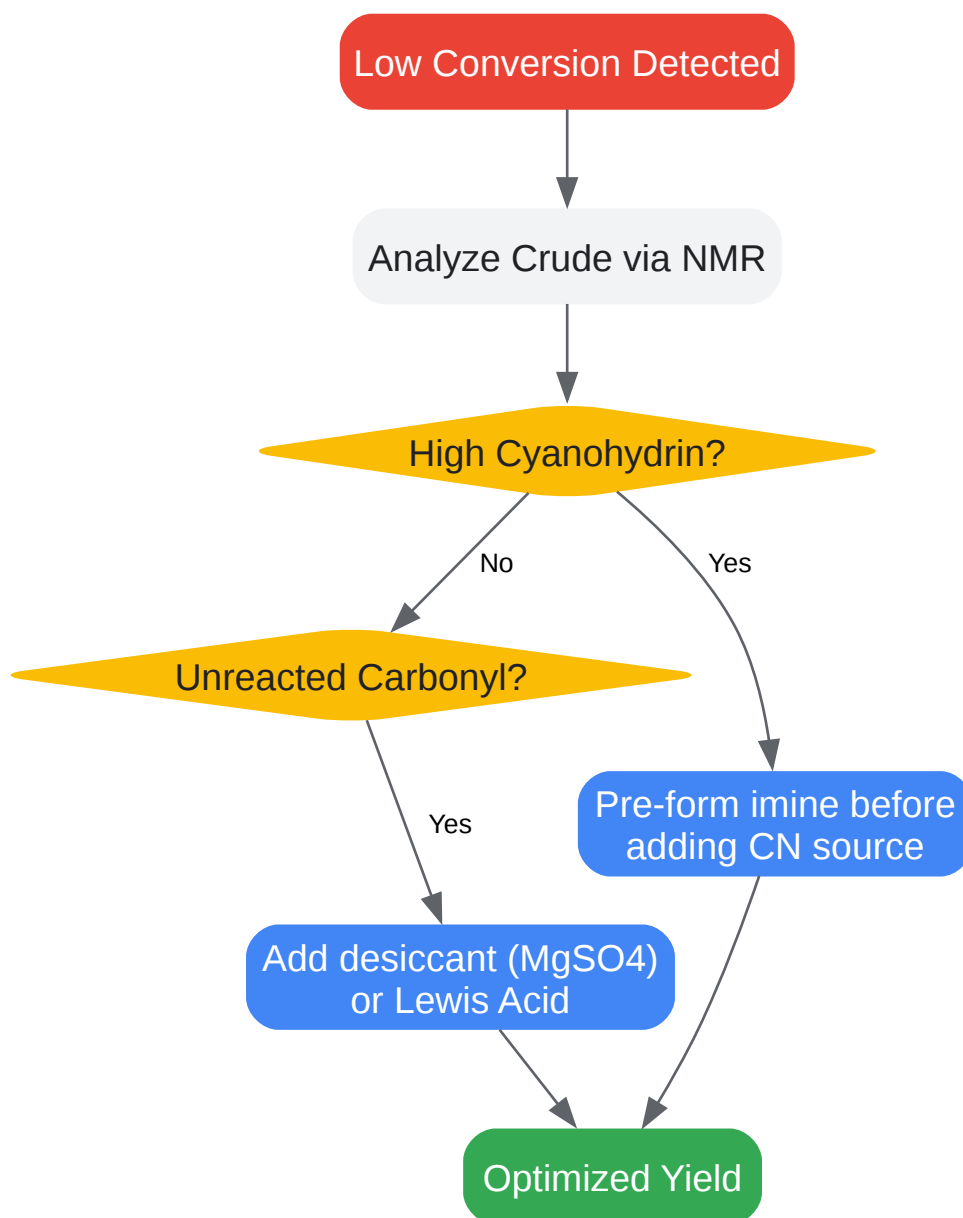 Low Conversion Detected
Analyze Crude via NMR
High Cyanohydrin?
No
Yes
Unreacted Carbonyl?
Yes
Pre-form imine before
adding CN source
Add desiccant (MgSO4)
or Lewis Acid
Optimized Yield